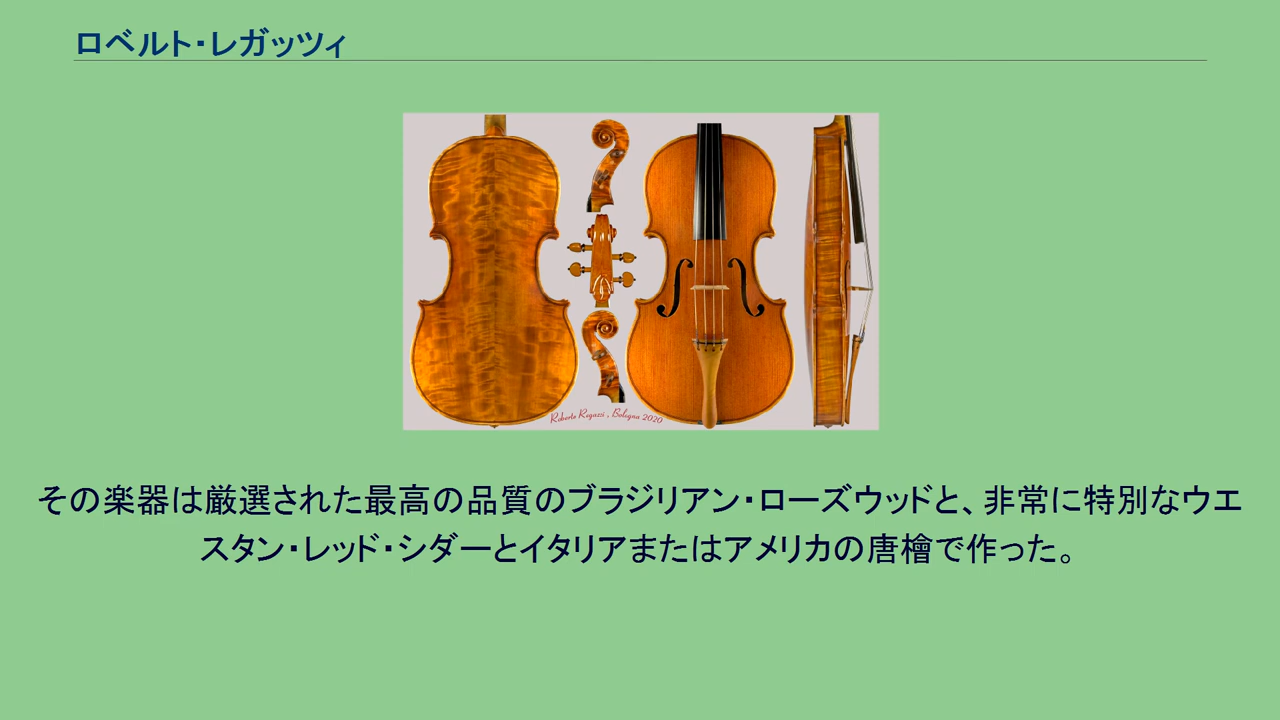 ロベルト・レガッツィ
Roberto Regazzi , Bologna 2020
その楽器は厳選された最高の品質のブラジリアン・ローズウッドと、非常に特別なウエ
スタン・レッド・シダーとイタリアまたはアメリカの唐檜で作った。